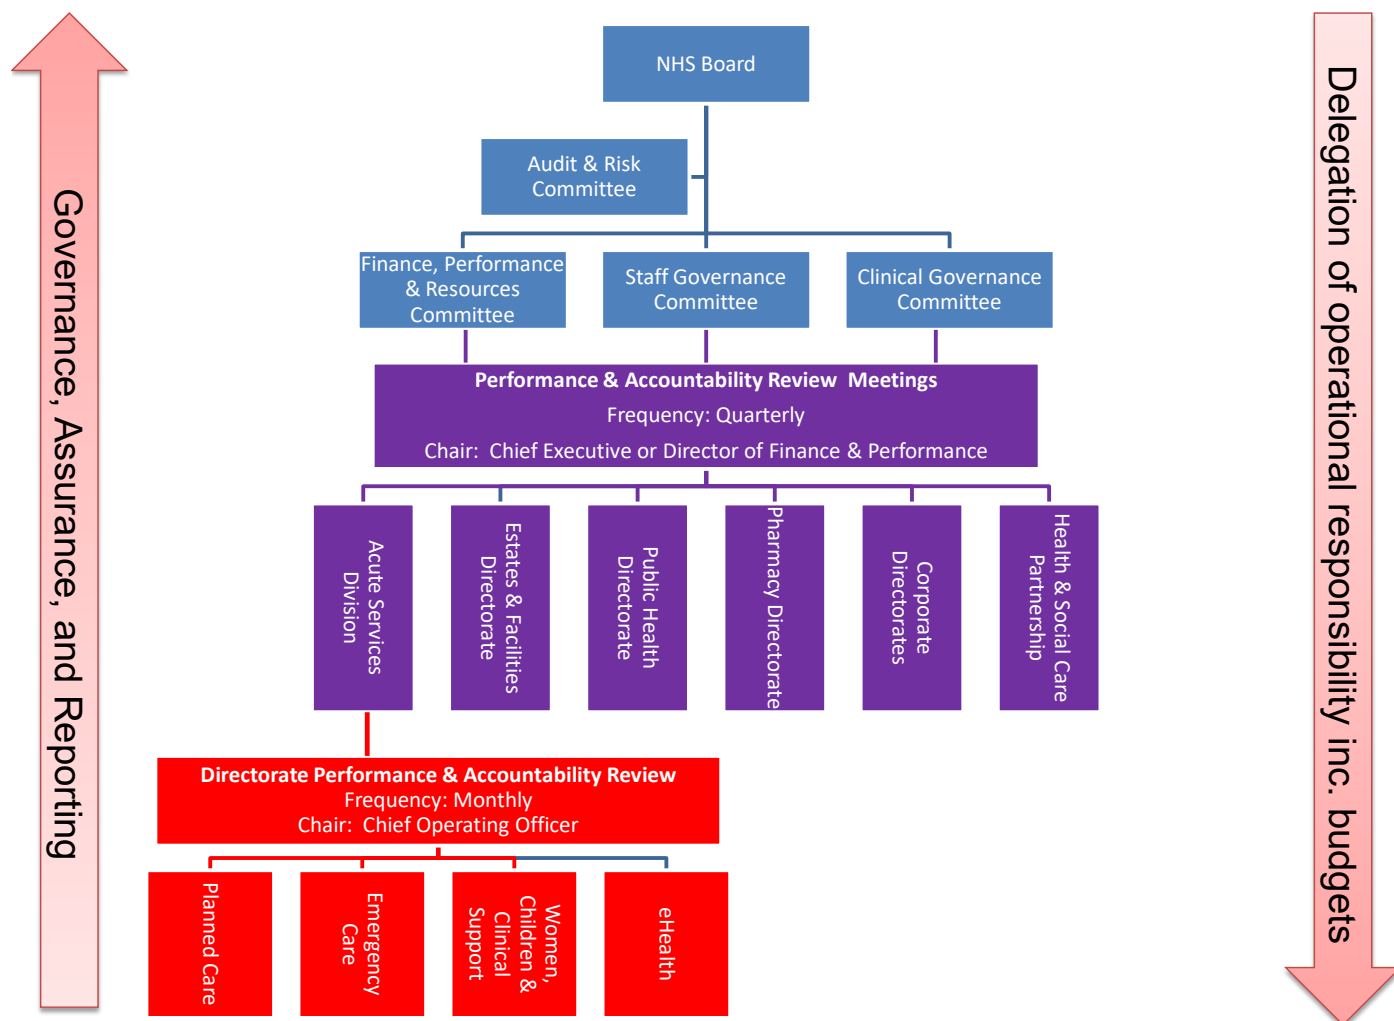 NHS Board
Audit & Risk
Committee
Finance, Performance
& Resources
Committee
Staff Governance
Committee
Clinical Governance
Committee
Performance & Accountability Review  Meetings
Frequency: Quarterly
Chair:  Chief Executive or Director of Finance & Performance
Acute Services
Division
Estates & Facilities
Directorate
Public Health
Directorate
Pharmacy Directorate
Corporate
Directorates
Health & Social Care
Partnership
Directorate Performance & Accountability Review
Frequency: Monthly
Chair:  Chief Operating Officer
Planned Care
Emergency
Care
Women,
Children &
Clinical
Support
eHealth
Governance, Assurance, and Reporting
Delegation of operational responsibility inc. budgets